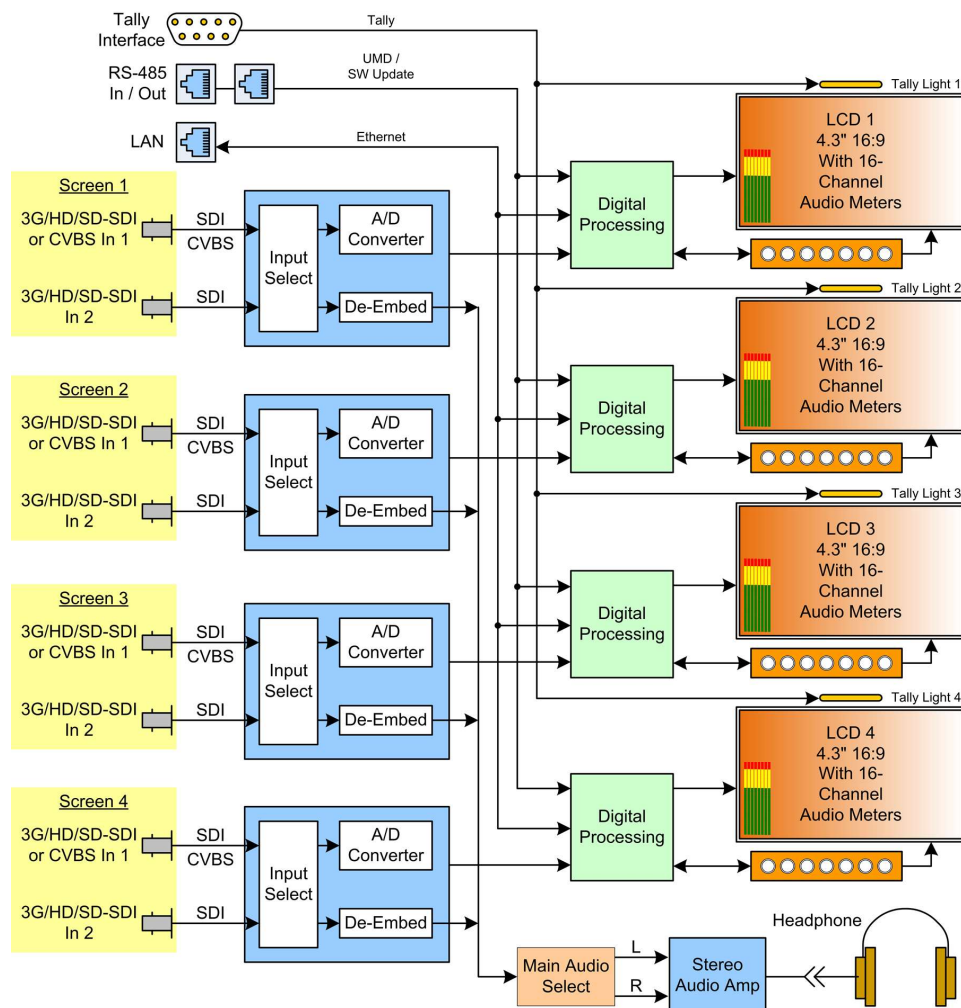 Tally
Interface
Tally
RS-485
In / Out
UMD /
SW Update
LAN
Ethernet
Tally Light 1
LCD 1
4.3" 16:9
With 16-
Channel
Audio Meters
Digital
Processing
Screen 1
3G/HD/SD-SDI
or CVBS In 1
SDI
CVBS
3G/HD/SD-SDI
In 2
SDI
Input
Select
A/D
Converter
De-Embed
Tally Light 2
LCD 2
4.3" 16:9
With 16-
Channel
Audio Meters
Digital
Processing
Screen 2
3G/HD/SD-SDI
or CVBS In 1
SDI
CVBS
3G/HD/SD-SDI
In 2
SDI
Input
Select
A/D
Converter
De-Embed
Tally Light 3
LCD 3
4.3" 16:9
With 16-
Channel
Audio Meters
Digital
Processing
Screen 3
3G/HD/SD-SDI
or CVBS In 1
SDI
CVBS
3G/HD/SD-SDI
In 2
SDI
Input
Select
A/D
Converter
De-Embed
Tally Light 4
LCD 4
4.3" 16:9
With 16-
Channel
Audio Meters
Digital
Processing
Screen 4
3G/HD/SD-SDI
or CVBS In 1
SDI
CVBS
3G/HD/SD-SDI
In 2
SDI
Input
Select
A/D
Converter
De-Embed
Main Audio
Select
L
R
Stereo
Audio Amp
Headphone